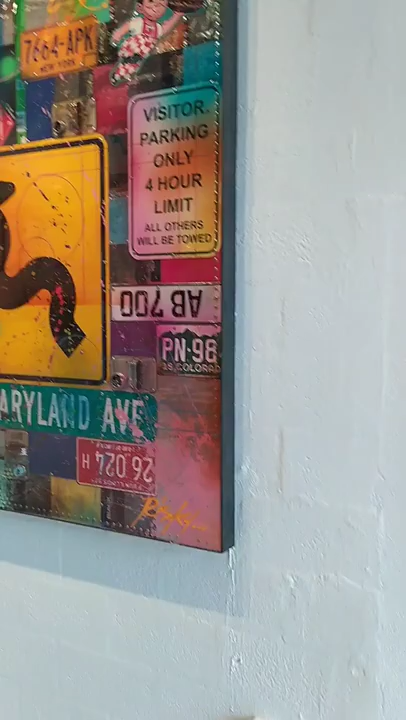 7664-APK
NEW YORK
VISITOR
PARKING
ONLY
4 HOUR
LIMIT
ALL OTHERS
WILL BE TOWED
AB 700
PN·98
COLORA
ARYLAND AVE
26 024 H